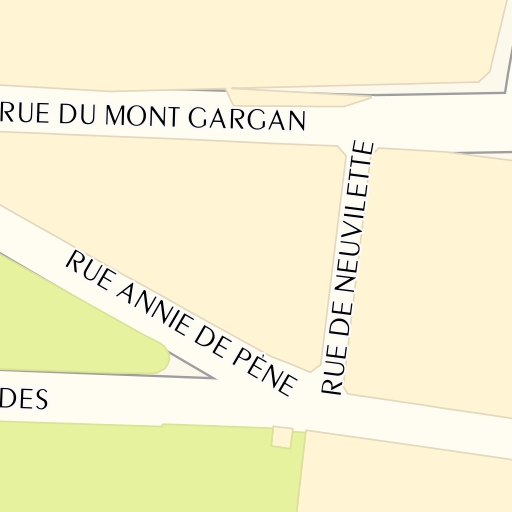 RUE DU MONT GARGAN
RUE DE NEUVILETTE
RUE ANNIE DE PÈNE
DES